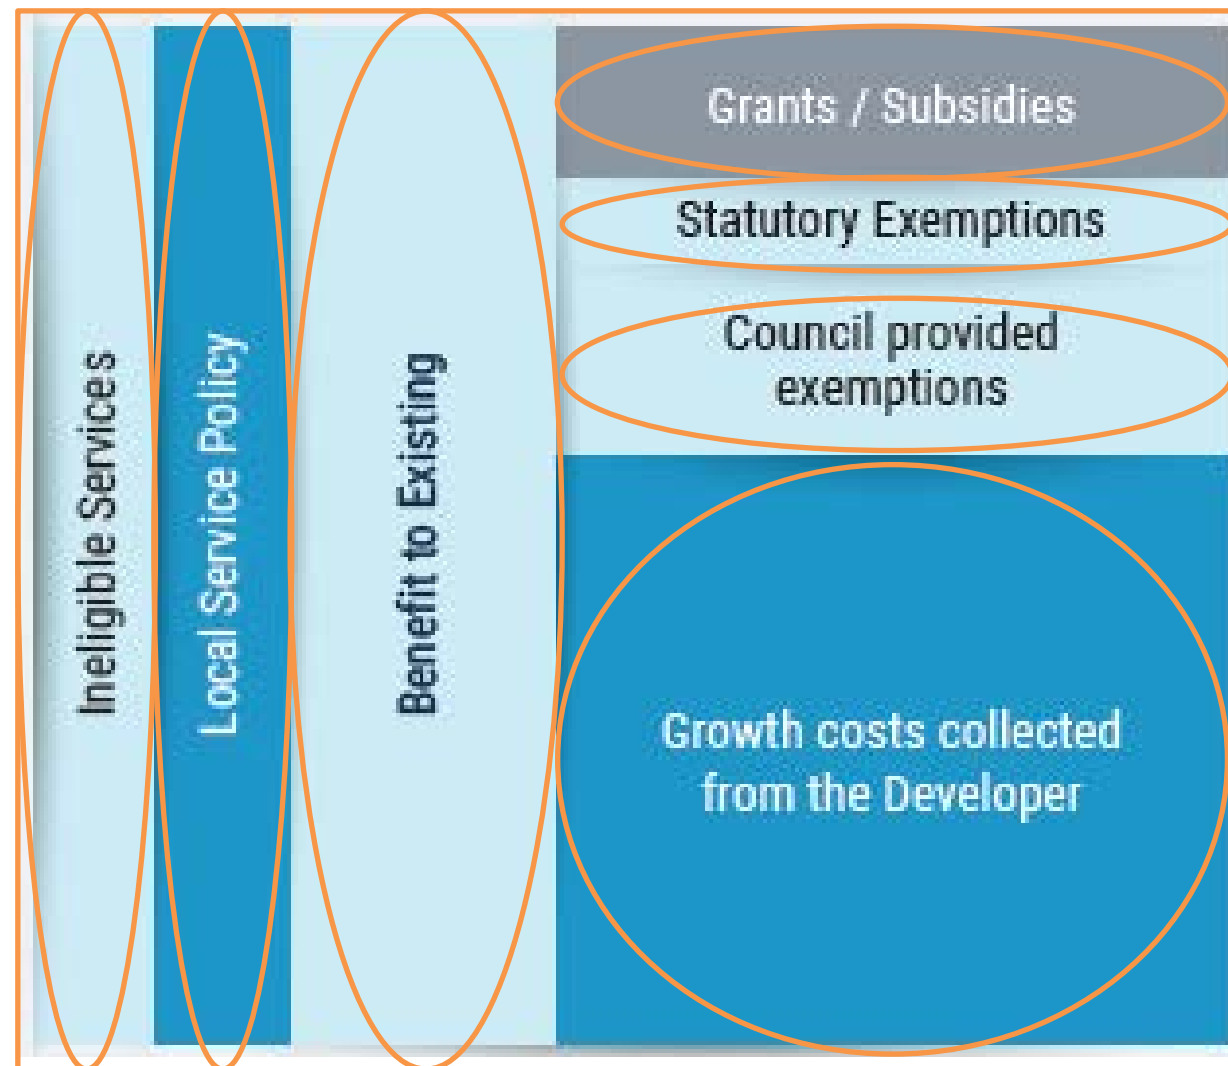 Ineligible Services
Local Service Policy
Benefit to Existing
Grants / Subsidies
Statutory Exemptions
Council provided
exemptions
Growth costs collected
from the Developer